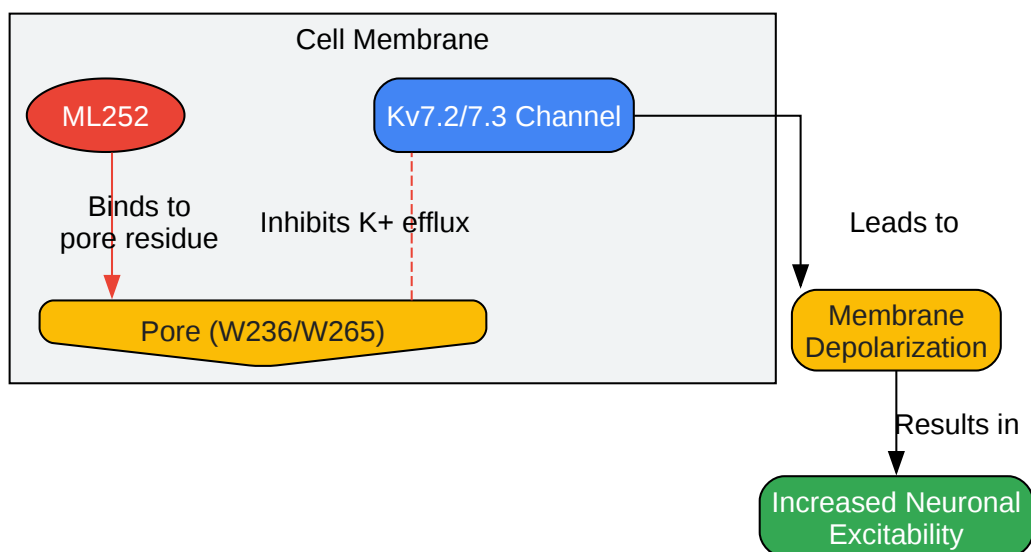 Cell Membrane
ML252
Kv7.2/7.3 Channel
Binds to
pore residue
Inhibits K+ efflux
Leads to
Pore (W236/W265)
Membrane
Depolarization
Results in
Increased Neuronal
Excitability